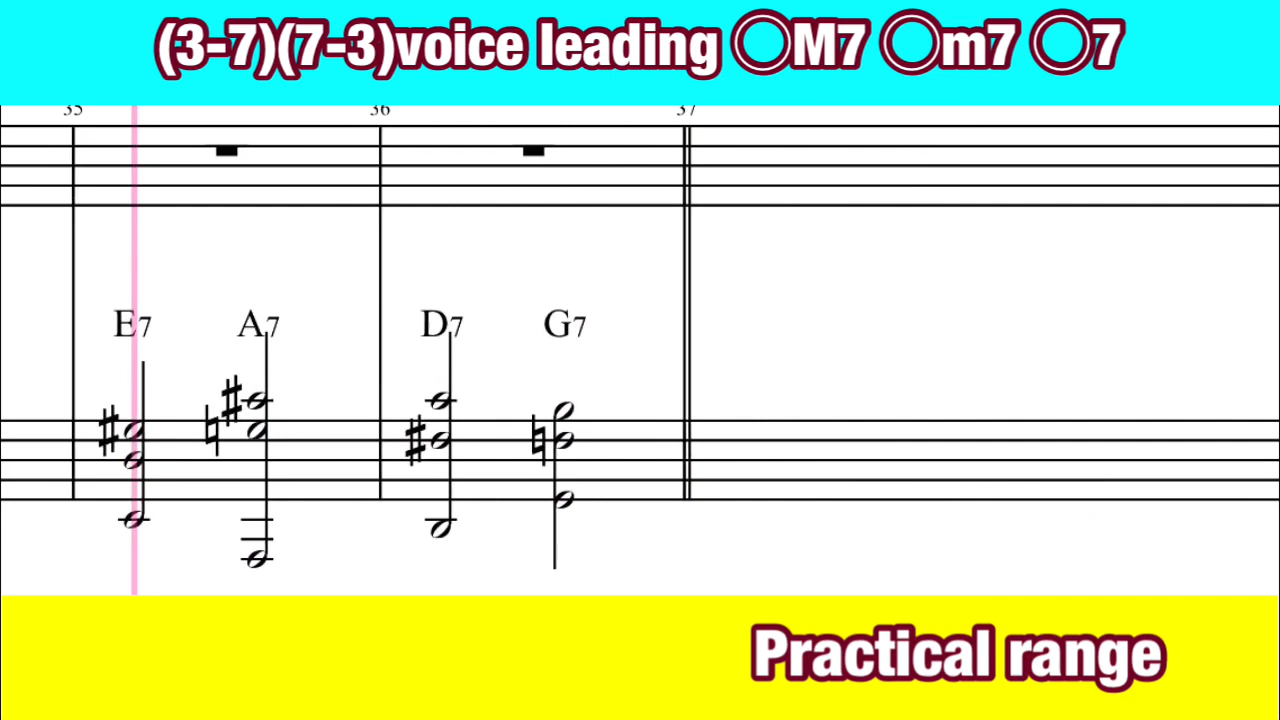 (3-7)(7-3)voice leading ◯M7 ◯m7 ◯7
35 36 37
E7 A7 D7 G7
Practical range